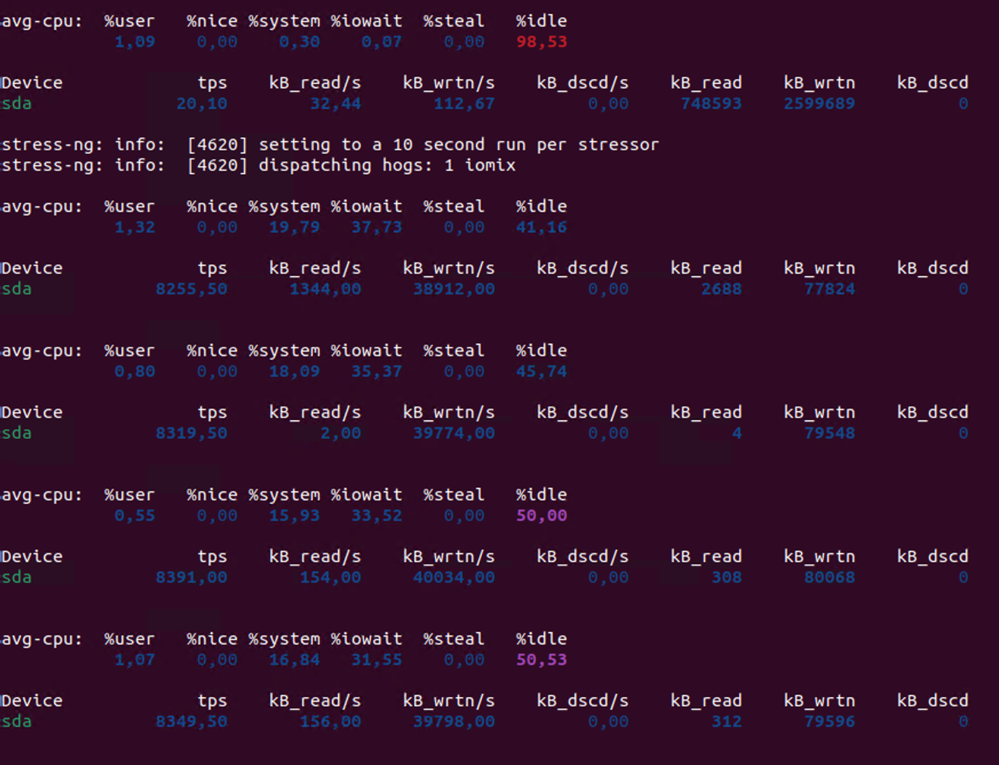 avg-cpu:  %user   %nice %system %iowait  %steal   %idle
           1,09    0,00    0,30    0,07    0,00   98,53
Device             tps    kB_read/s    kB_wrtn/s    kB_dscd/s    kB_read    kB_wrtn    kB_dscd
sda              20,10        32,44       112,67         0,00     748593    2599689          0
stress-ng: info:  [4620] setting to a 10 second run per stressor
stress-ng: info:  [4620] dispatching hogs: 1 iomix
avg-cpu:  %user   %nice %system %iowait  %steal   %idle
           1,32    0,00   19,79   37,73    0,00   41,16
Device             tps    kB_read/s    kB_wrtn/s    kB_dscd/s    kB_read    kB_wrtn    kB_dscd
sda            8255,50      1344,00     38912,00         0,00       2688      77824          0
avg-cpu:  %user   %nice %system %iowait  %steal   %idle
           0,80    0,00   18,09   35,37    0,00   45,74
Device             tps    kB_read/s    kB_wrtn/s    kB_dscd/s    kB_read    kB_wrtn    kB_dscd
sda            8319,50         2,00     39774,00         0,00          4      79548          0
avg-cpu:  %user   %nice %system %iowait  %steal   %idle
           0,55    0,00   15,93   33,52    0,00   50,00
Device             tps    kB_read/s    kB_wrtn/s    kB_dscd/s    kB_read    kB_wrtn    kB_dscd
sda            8391,00       154,00     40034,00         0,00        308      80068          0
avg-cpu:  %user   %nice %system %iowait  %steal   %idle
           1,07    0,00   16,84   31,55    0,00   50,53
Device             tps    kB_read/s    kB_wrtn/s    kB_dscd/s    kB_read    kB_wrtn    kB_dscd
sda            8349,50       156,00     39798,00         0,00        312      79596          0